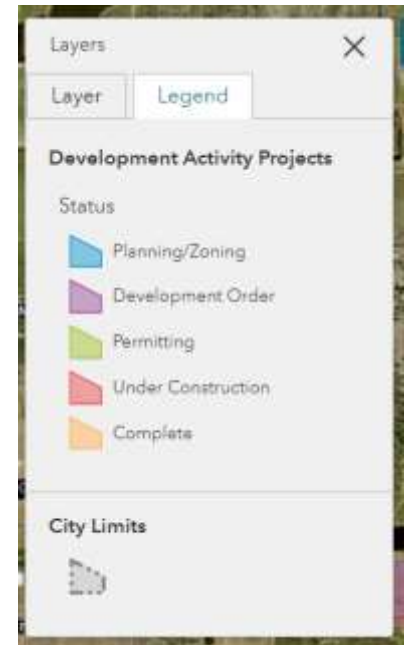 Layers
Layer
Legend
Development Activity Projects
Status
Planning/Zoning
Development Order
Permitting
Under Construction
Complete
City Limits